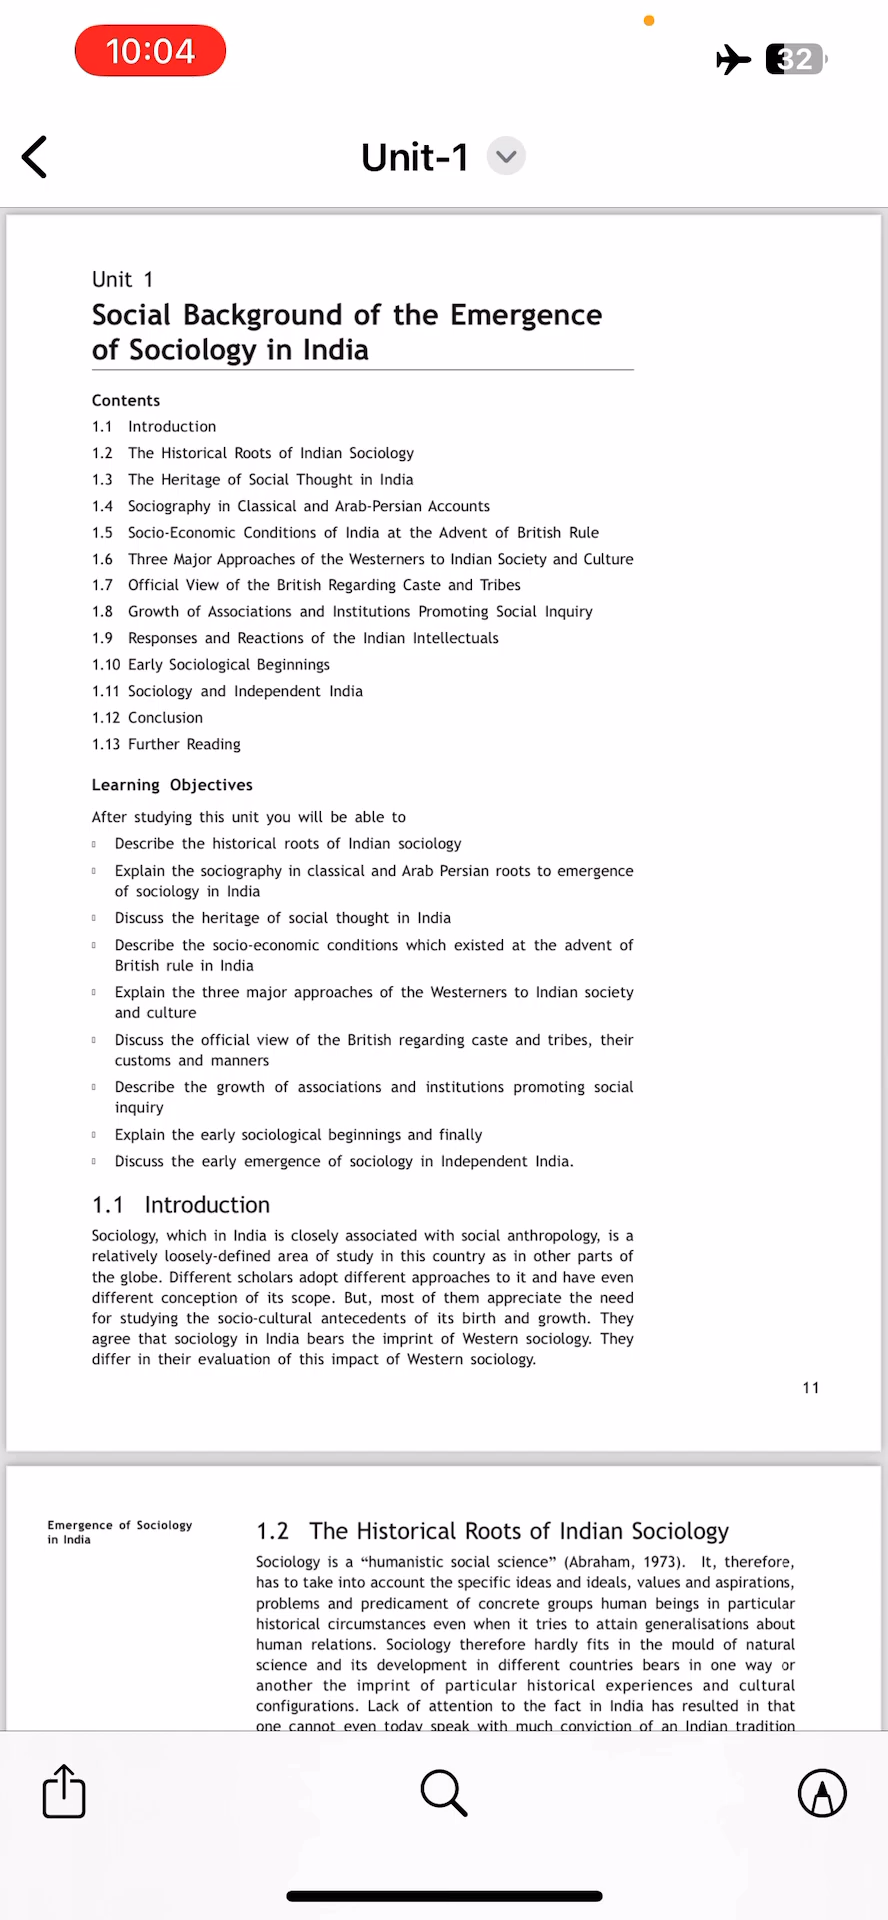 10:04
32
Unit-1
Unit 1
Social Background of the Emergence
of Sociology in India
Contents
1.1 Introduction
1.2 The Historical Roots of Indian Sociology
1.3 The Heritage of Social Thought in India
1.4 Sociography in Classical and Arab-Persian Accounts
1.5 Socio-Economic Conditions of India at the Advent of British Rule
1.6 Three Major Approaches of the Westerners to Indian Society and Culture
1.7 Official View of the British Regarding Caste and Tribes
1.8 Growth of Associations and Institutions Promoting Social Inquiry
1.9 Responses and Reactions of the Indian Intellectuals
1.10 Early Sociological Beginnings
1.11 Sociology and Independent India
1.12 Conclusion
1.13 Further Reading
Learning Objectives
After studying this unit you will be able to
Describe the historical roots of Indian sociology
Explain the sociography in classical and Arab Persian roots to emergence
of sociology in India
Discuss the heritage of social thought in India
Describe the socio-economic conditions which existed at the advent of
British rule in India
Explain the three major approaches of the Westerners to Indian society
and culture
Discuss the official view of the British regarding caste and tribes, their
customs and manners
Describe the growth of associations and institutions promoting social
inquiry
Explain the early sociological beginnings and finally
Discuss the early emergence of sociology in Independent India.
1.1 Introduction
Sociology, which in India is closely associated with social anthropology, is a
relatively loosely-defined area of study in this country as in other parts of
the globe. Different scholars adopt different approaches to it and have even
different conception of its scope. But, most of them appreciate the need
for studying the socio-cultural antecedents of its birth and growth. They
agree that sociology in India bears the imprint of Western sociology. They
differ in their evaluation of this impact of Western sociology.
11
Emergence of Sociology
in India
1.2 The Historical Roots of Indian Sociology
Sociology is a “humanistic social science” (Abraham, 1973). It, therefore,
has to take into account the specific ideas and ideals, values and aspirations,
problems and predicament of concrete groups human beings in particular
historical circumstances even when it tries to attain generalisations about
human relations. Sociology therefore hardly fits in the mould of natural
science and its development in different countries bears in one way or
another the imprint of particular historical experiences and cultural
configurations. Lack of attention to the fact in India has resulted in that
one cannot even today speak with much conviction of an Indian tradition